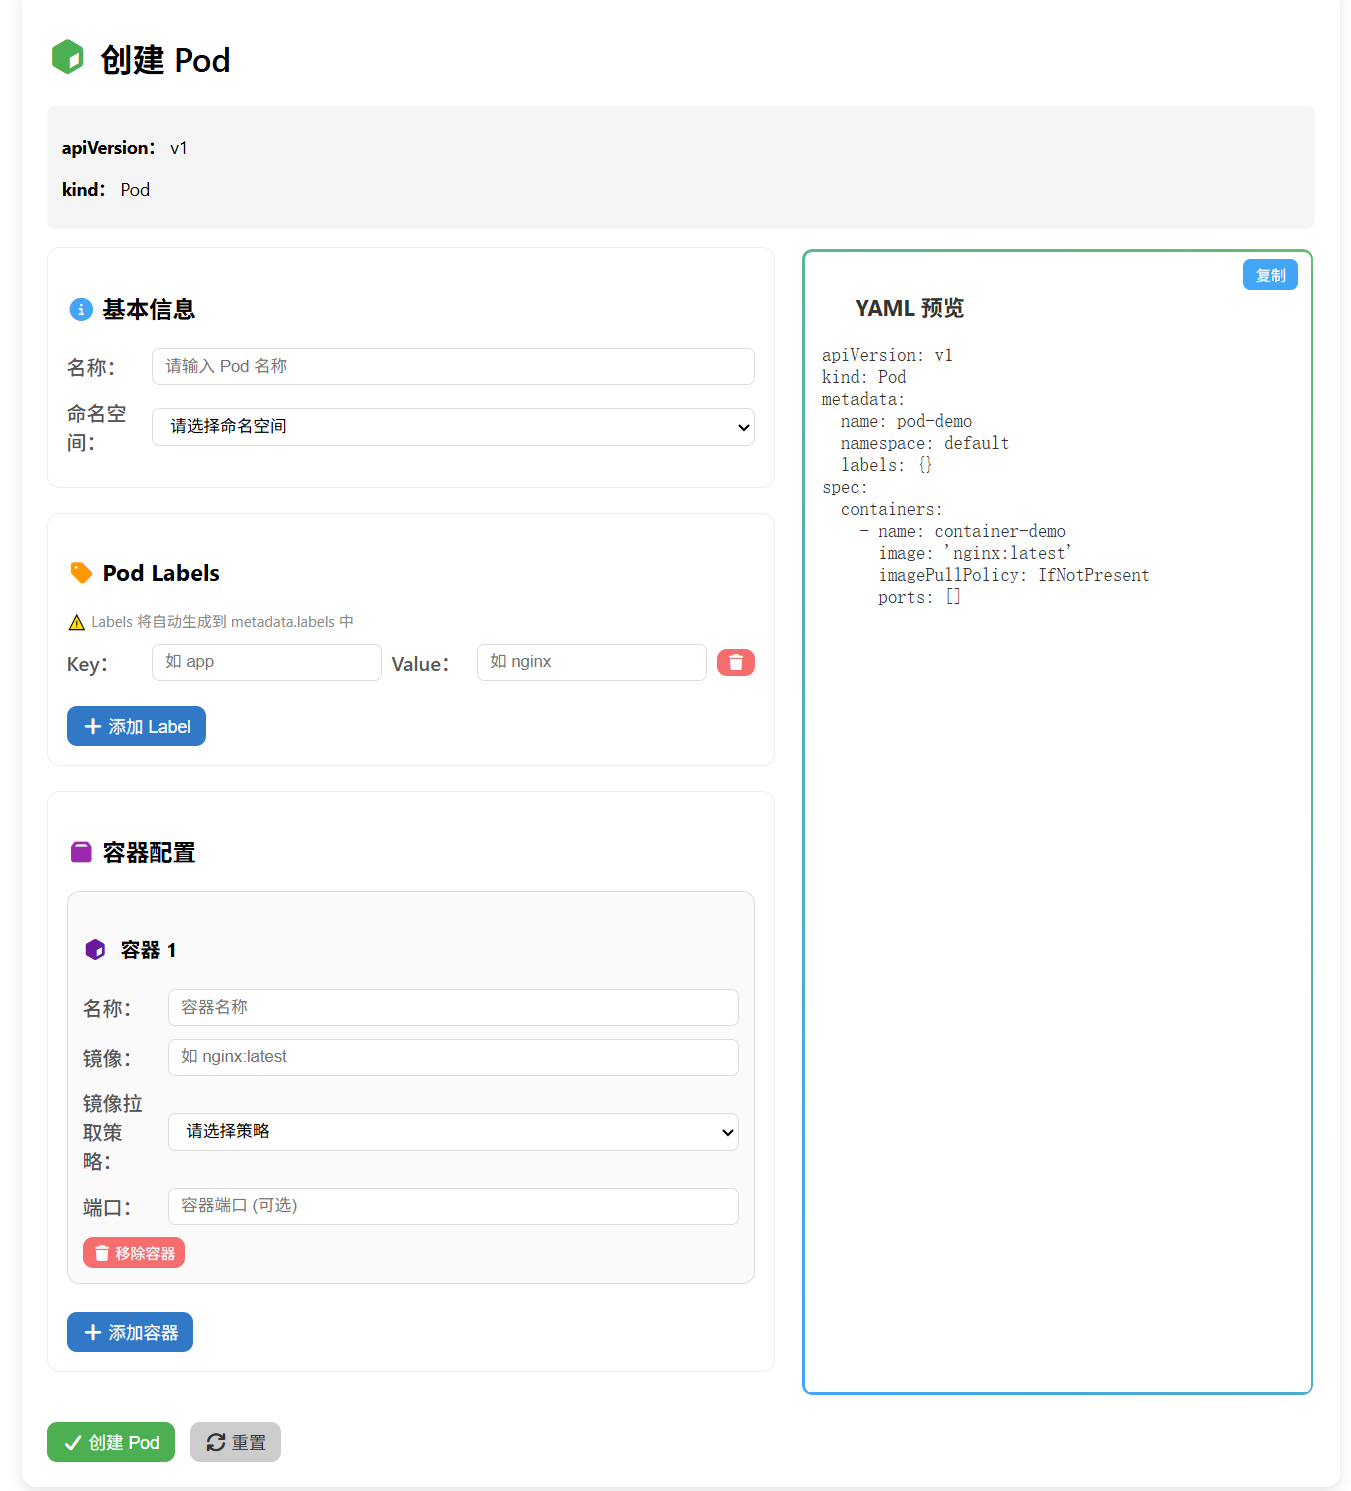 创建 Pod
apiVersion： v1
kind： Pod
基本信息
名称：
请输入 Pod 名称
命名空
间：
请选择命名空间
Pod Labels
Labels 将自动生成到 metadata.labels 中
Key：
如 app
Value：
如 nginx
添加 Label
容器配置
容器 1
名称：
容器名称
镜像：
如 nginx:latest
镜像拉
取策
略：
请选择策略
端口：
容器端口 (可选)
移除容器
添加容器
复制
YAML 预览
apiVersion: v1
kind: Pod
metadata:
  name: pod-demo
  namespace: default
  labels: {}
spec:
  containers:
    - name: container-demo
      image: 'nginx:latest'
      imagePullPolicy: IfNotPresent
      ports: []
创建 Pod
重置